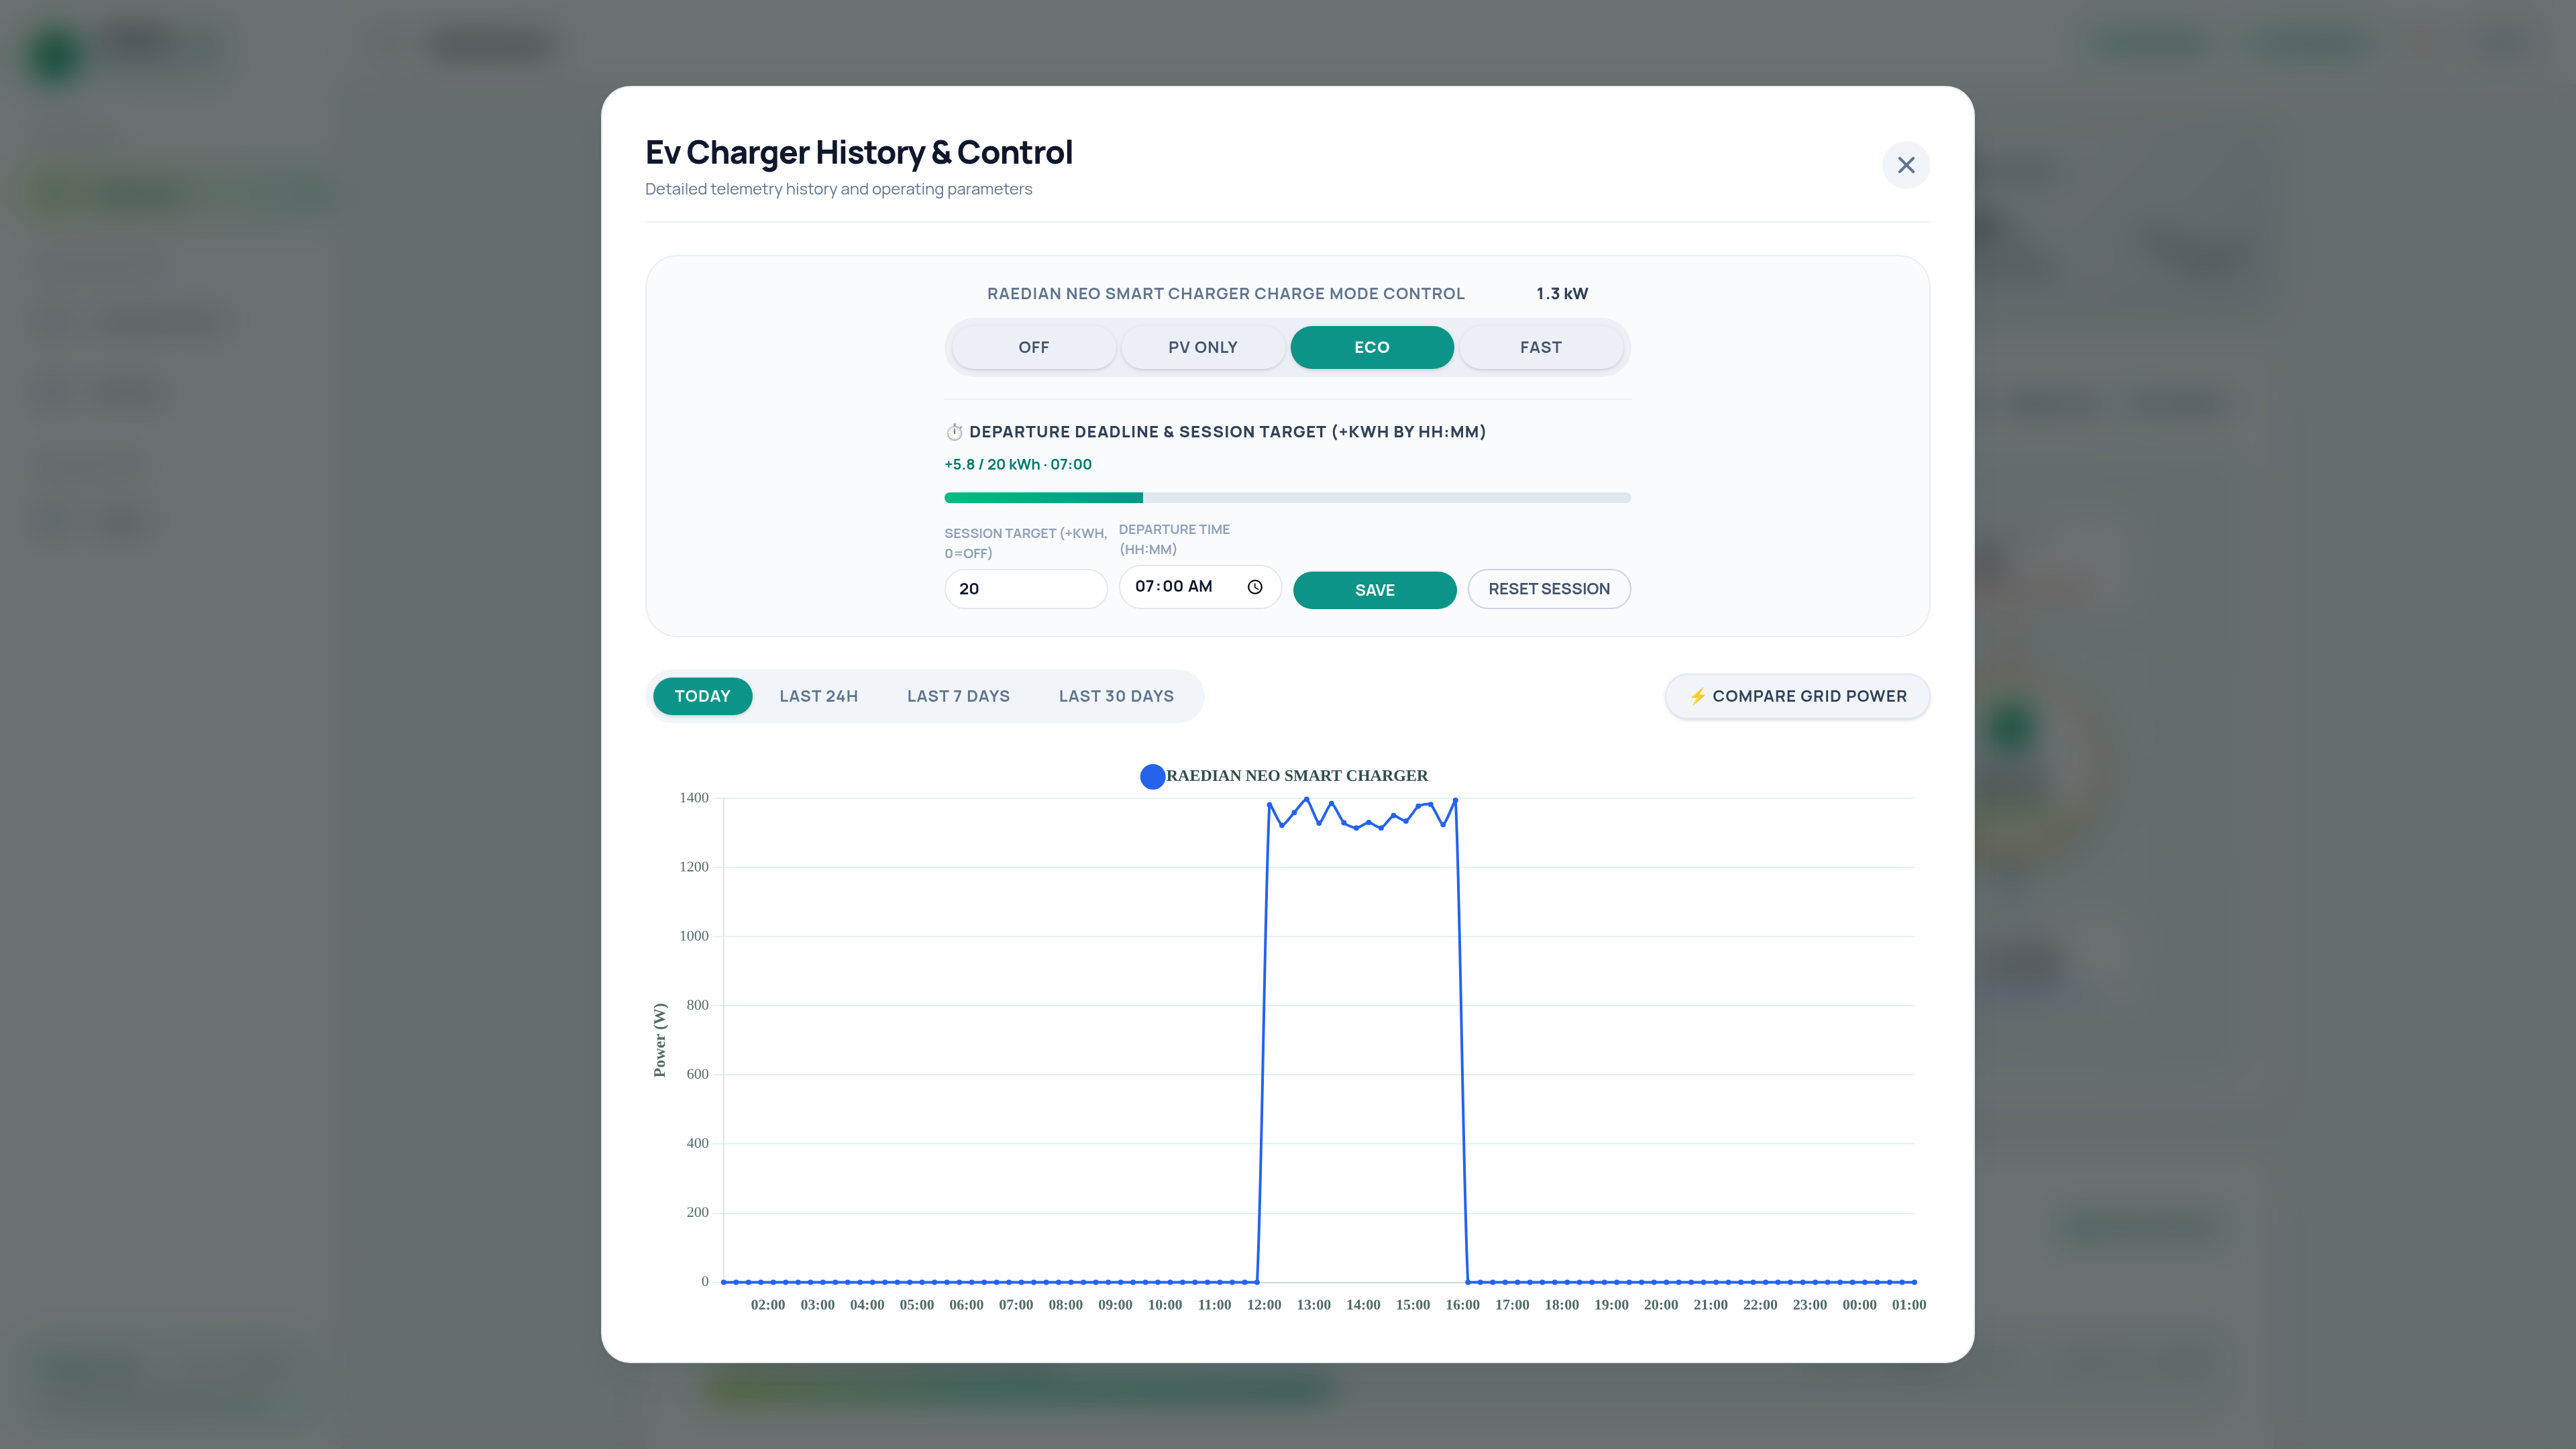 Ev Charger History & Control
Detailed telemetry history and operating parameters
RAEDIAN NEO SMART CHARGER CHARGE MODE CONTROL 1.3 kW
OFF PV ONLY ECO FAST
⏱ DEPARTURE DEADLINE & SESSION TARGET (+KWH BY HH:MM)
+5.8 / 20 kWh · 07:00
SESSION TARGET (+KWH, 0=OFF)
DEPARTURE TIME (HH:MM)
20 07:00 AM SAVE RESET SESSION
TODAY LAST 24H LAST 7 DAYS LAST 30 DAYS ⚡ COMPARE GRID POWER
RAEDIAN NEO SMART CHARGER
1400
1200
1000
800
600
400
200
0
Power (W)
02:00 03:00 04:00 05:00 06:00 07:00 08:00 09:00 10:00 11:00 12:00 13:00 14:00 15:00 16:00 17:00 18:00 19:00 20:00 21:00 22:00 23:00 00:00 01:00